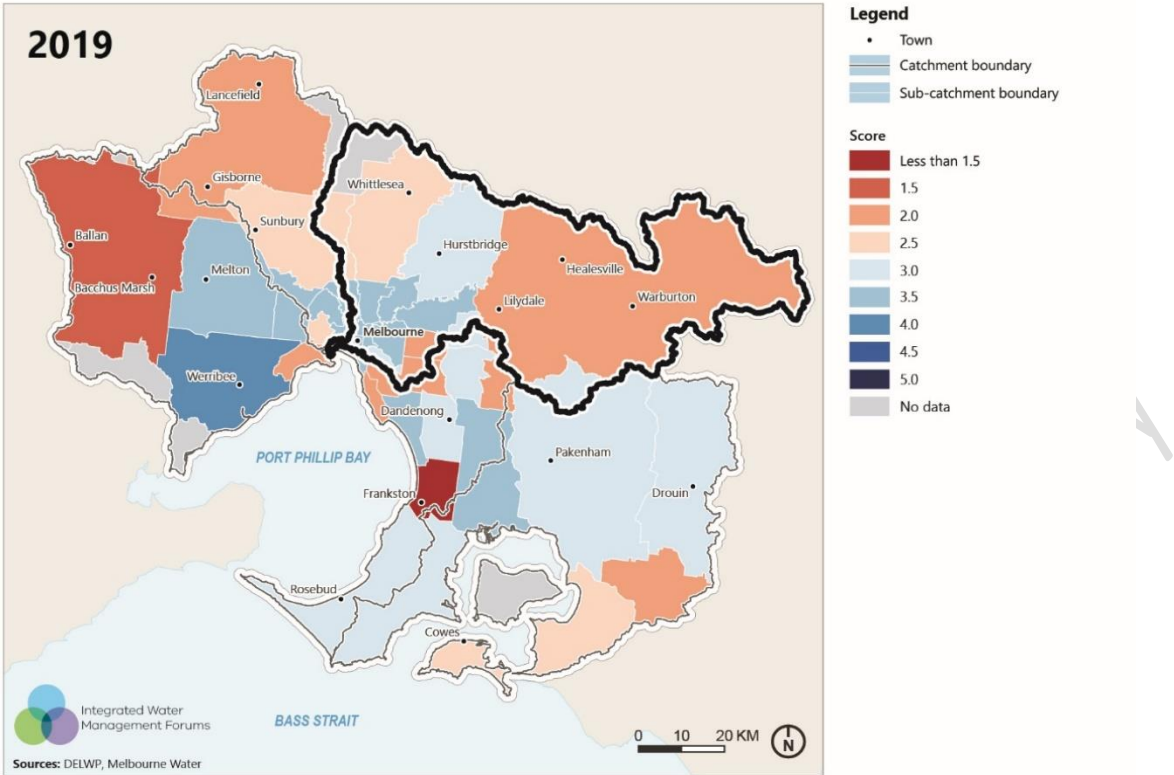 2019
Lancefield
Gisborne
Whittlesea
Sunbury
Hurstbridge
Ballan
Melton
Healesville
Bacchus Marsh
Lilydale
Warburton
Melbourne
Werribee
Dandenong
PORT PHILLIP BAY
Pakenham
Frankston
Drouin
Rosebud
Cowes
BASS STRAIT
Integrated Water
Management Forums
0 10 20 KM
N
Sources: DELWP, Melbourne Water
Legend
Town
Catchment boundary
Sub-catchment boundary
Score
Less than 1.5
1.5
2.0
2.5
3.0
3.5
4.0
4.5
5.0
No data